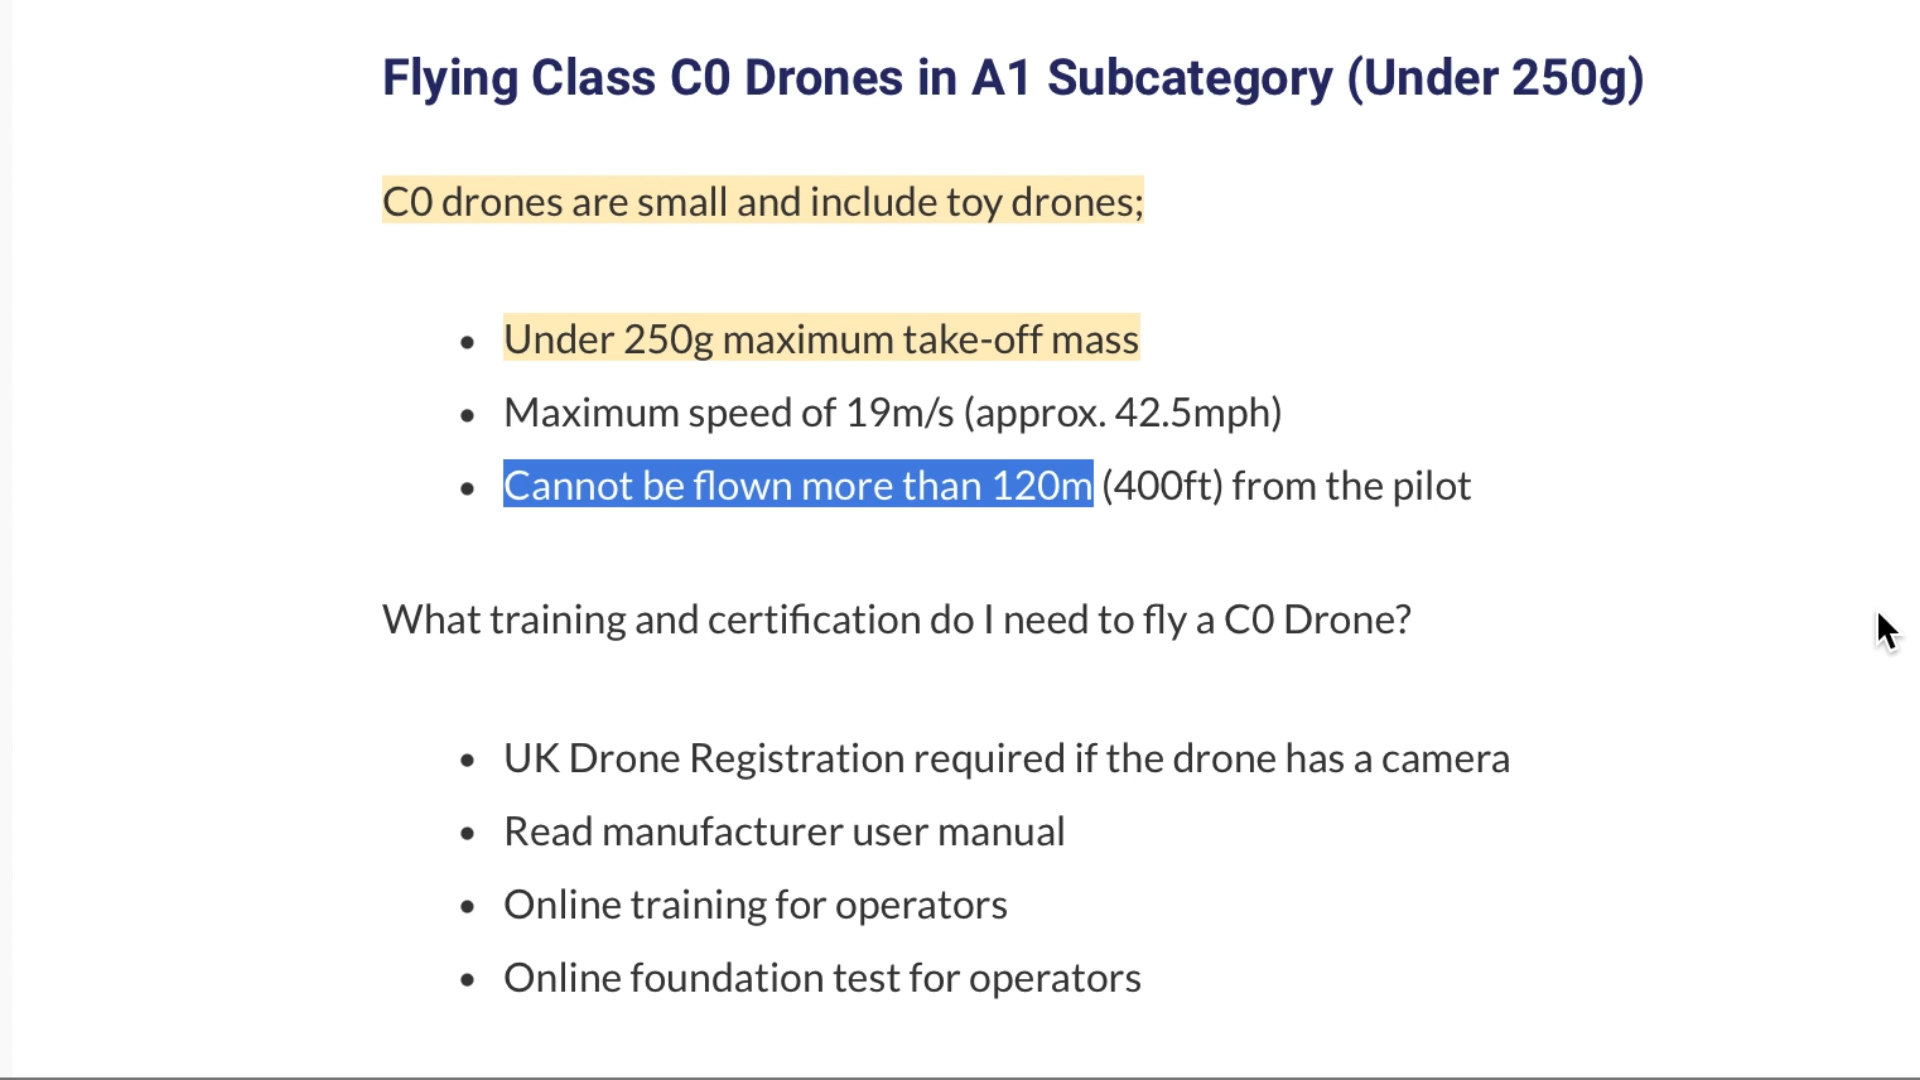 Flying Class C0 Drones in A1 Subcategory (Under 250g)
C0 drones are small and include toy drones;
• Under 250g maximum take-off mass
• Maximum speed of 19m/s (approx. 42.5mph)
• Cannot be flown more than 120m (400ft) from the pilot
What training and certification do I need to fly a C0 Drone?
• UK Drone Registration required if the drone has a camera
• Read manufacturer user manual
• Online training for operators
• Online foundation test for operators